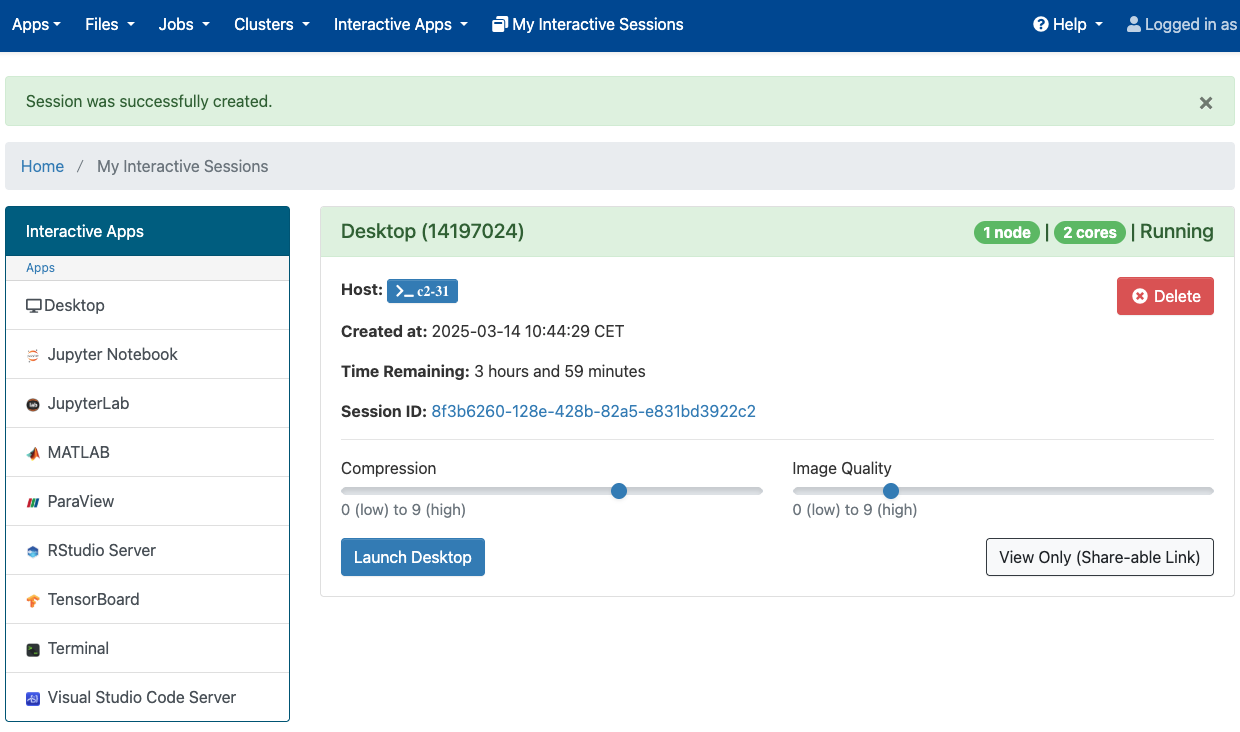 Apps Files Jobs Clusters Interactive Apps My Interactive Sessions Help Logged in as
Session was successfully created. ×
Home / My Interactive Sessions
Interactive Apps
Apps
Desktop
Jupyter Notebook
JupyterLab
MATLAB
ParaView
RStudio Server
TensorBoard
Terminal
Visual Studio Code Server
Desktop (14197024) 1 node | 2 cores | Running
Host: >_ c2-31
Delete
Created at: 2025-03-14 10:44:29 CET
Time Remaining: 3 hours and 59 minutes
Session ID: 8f3b6260-128e-428b-82a5-e831bd3922c2
Compression
0 (low) to 9 (high)
Image Quality
0 (low) to 9 (high)
Launch Desktop
View Only (Share-able Link)